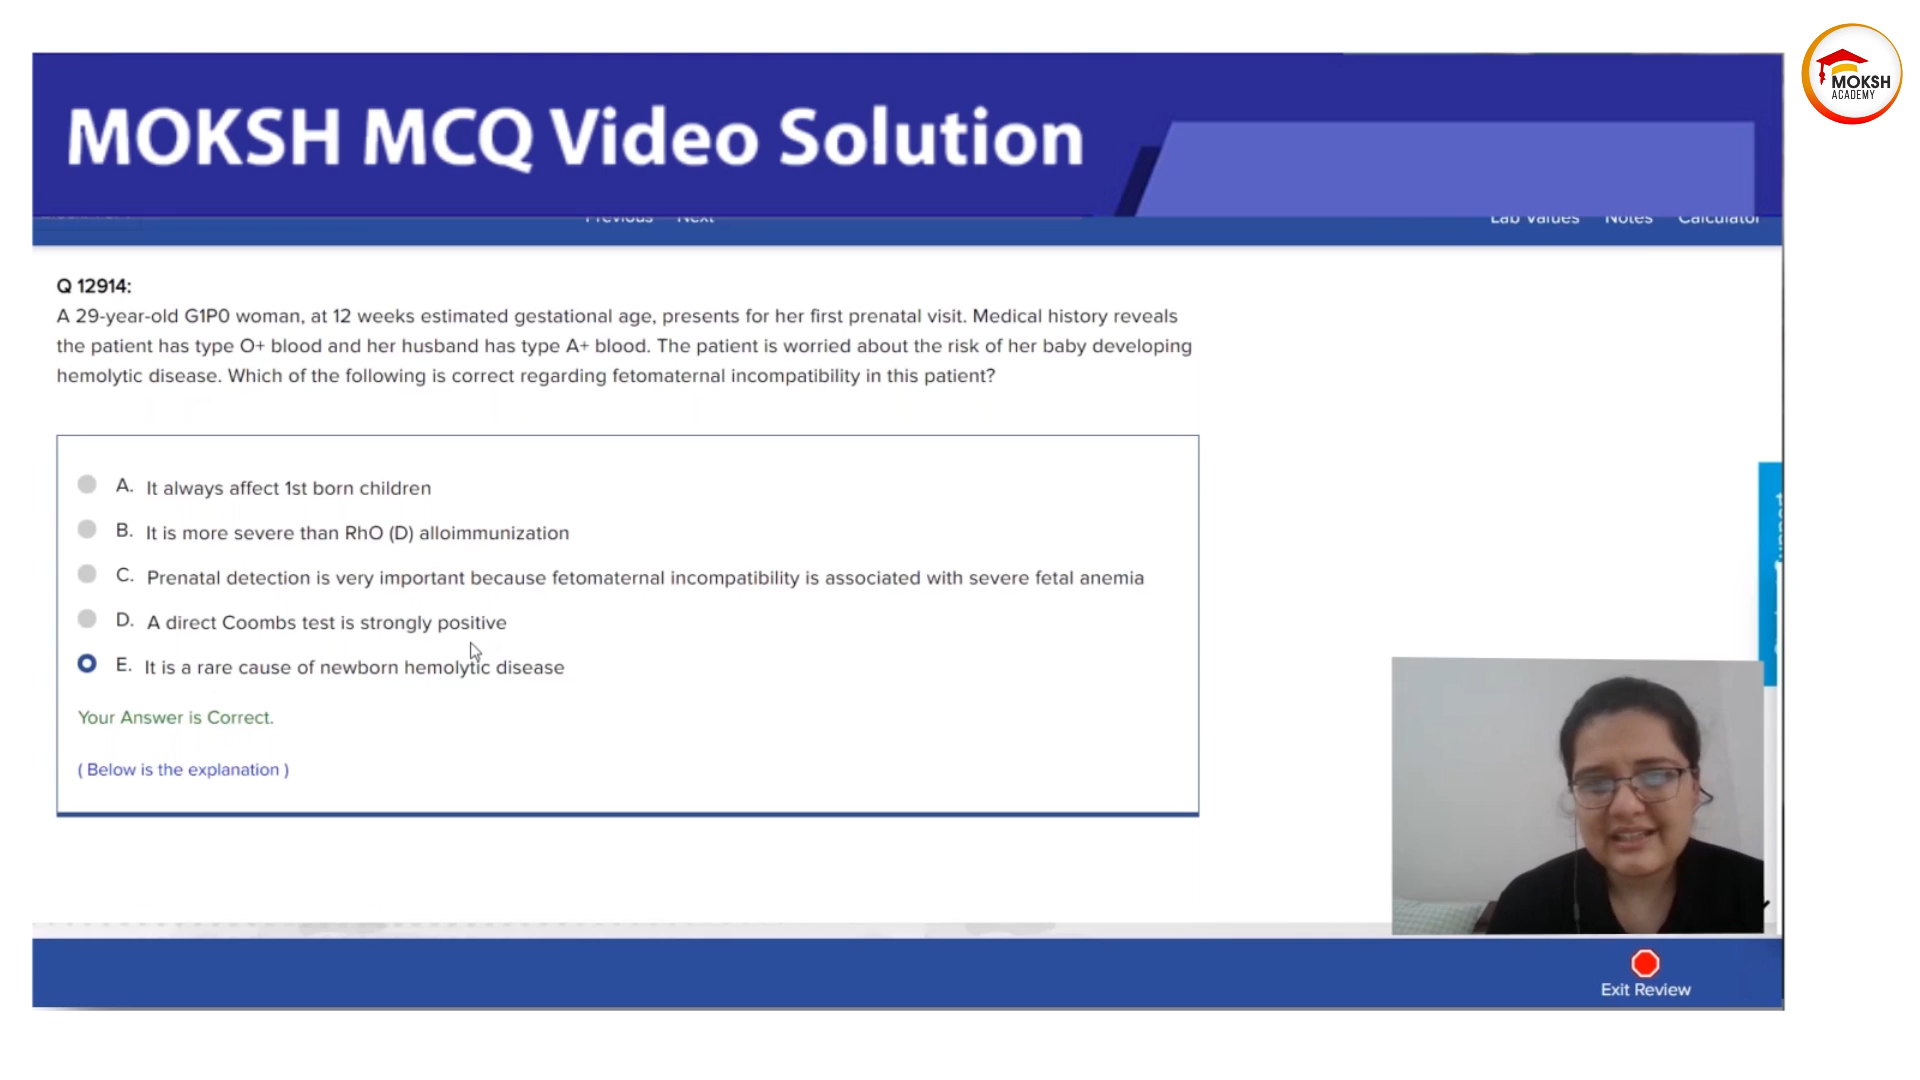 MOKSH
ACADEMY
MOKSH MCQ Video Solution
Previous Next Lab Values Notes Calculator
Q 12914:
A 29-year-old G1P0 woman, at 12 weeks estimated gestational age, presents for her first prenatal visit. Medical history reveals
the patient has type O+ blood and her husband has type A+ blood. The patient is worried about the risk of her baby developing
hemolytic disease. Which of the following is correct regarding fetomaternal incompatibility in this patient?
A. It always affect 1st born children
B. It is more severe than RhO (D) alloimmunization
C. Prenatal detection is very important because fetomaternal incompatibility is associated with severe fetal anemia
D. A direct Coombs test is strongly positive
E. It is a rare cause of newborn hemolytic disease
Your Answer is Correct.
( Below is the explanation )
Exit Review